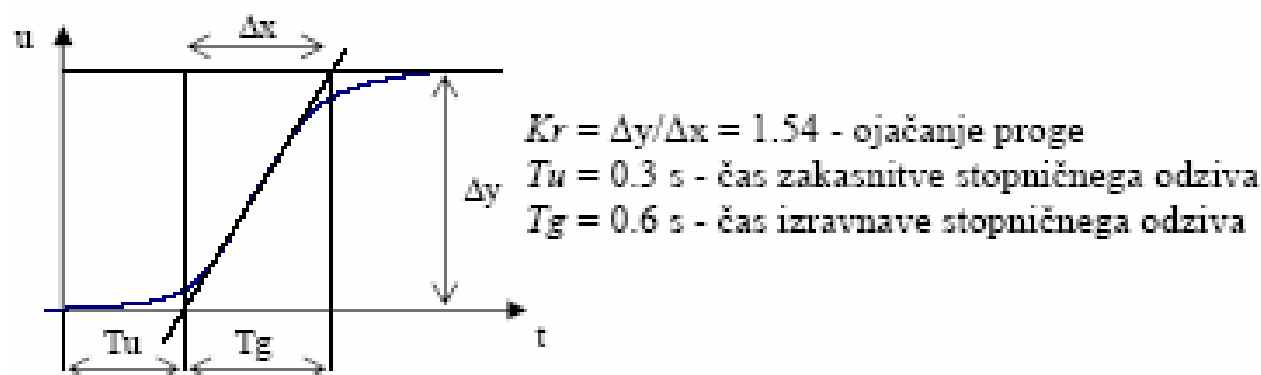 u
Δx
Kr = Δy/Δx = 1.54 - ojačanje proge
Δy
Tu = 0.3 s - čas zakasnitve stopničnega odziva
Tg = 0.6 s - čas izravnave stopničnega odziva
Tu
Tg
t